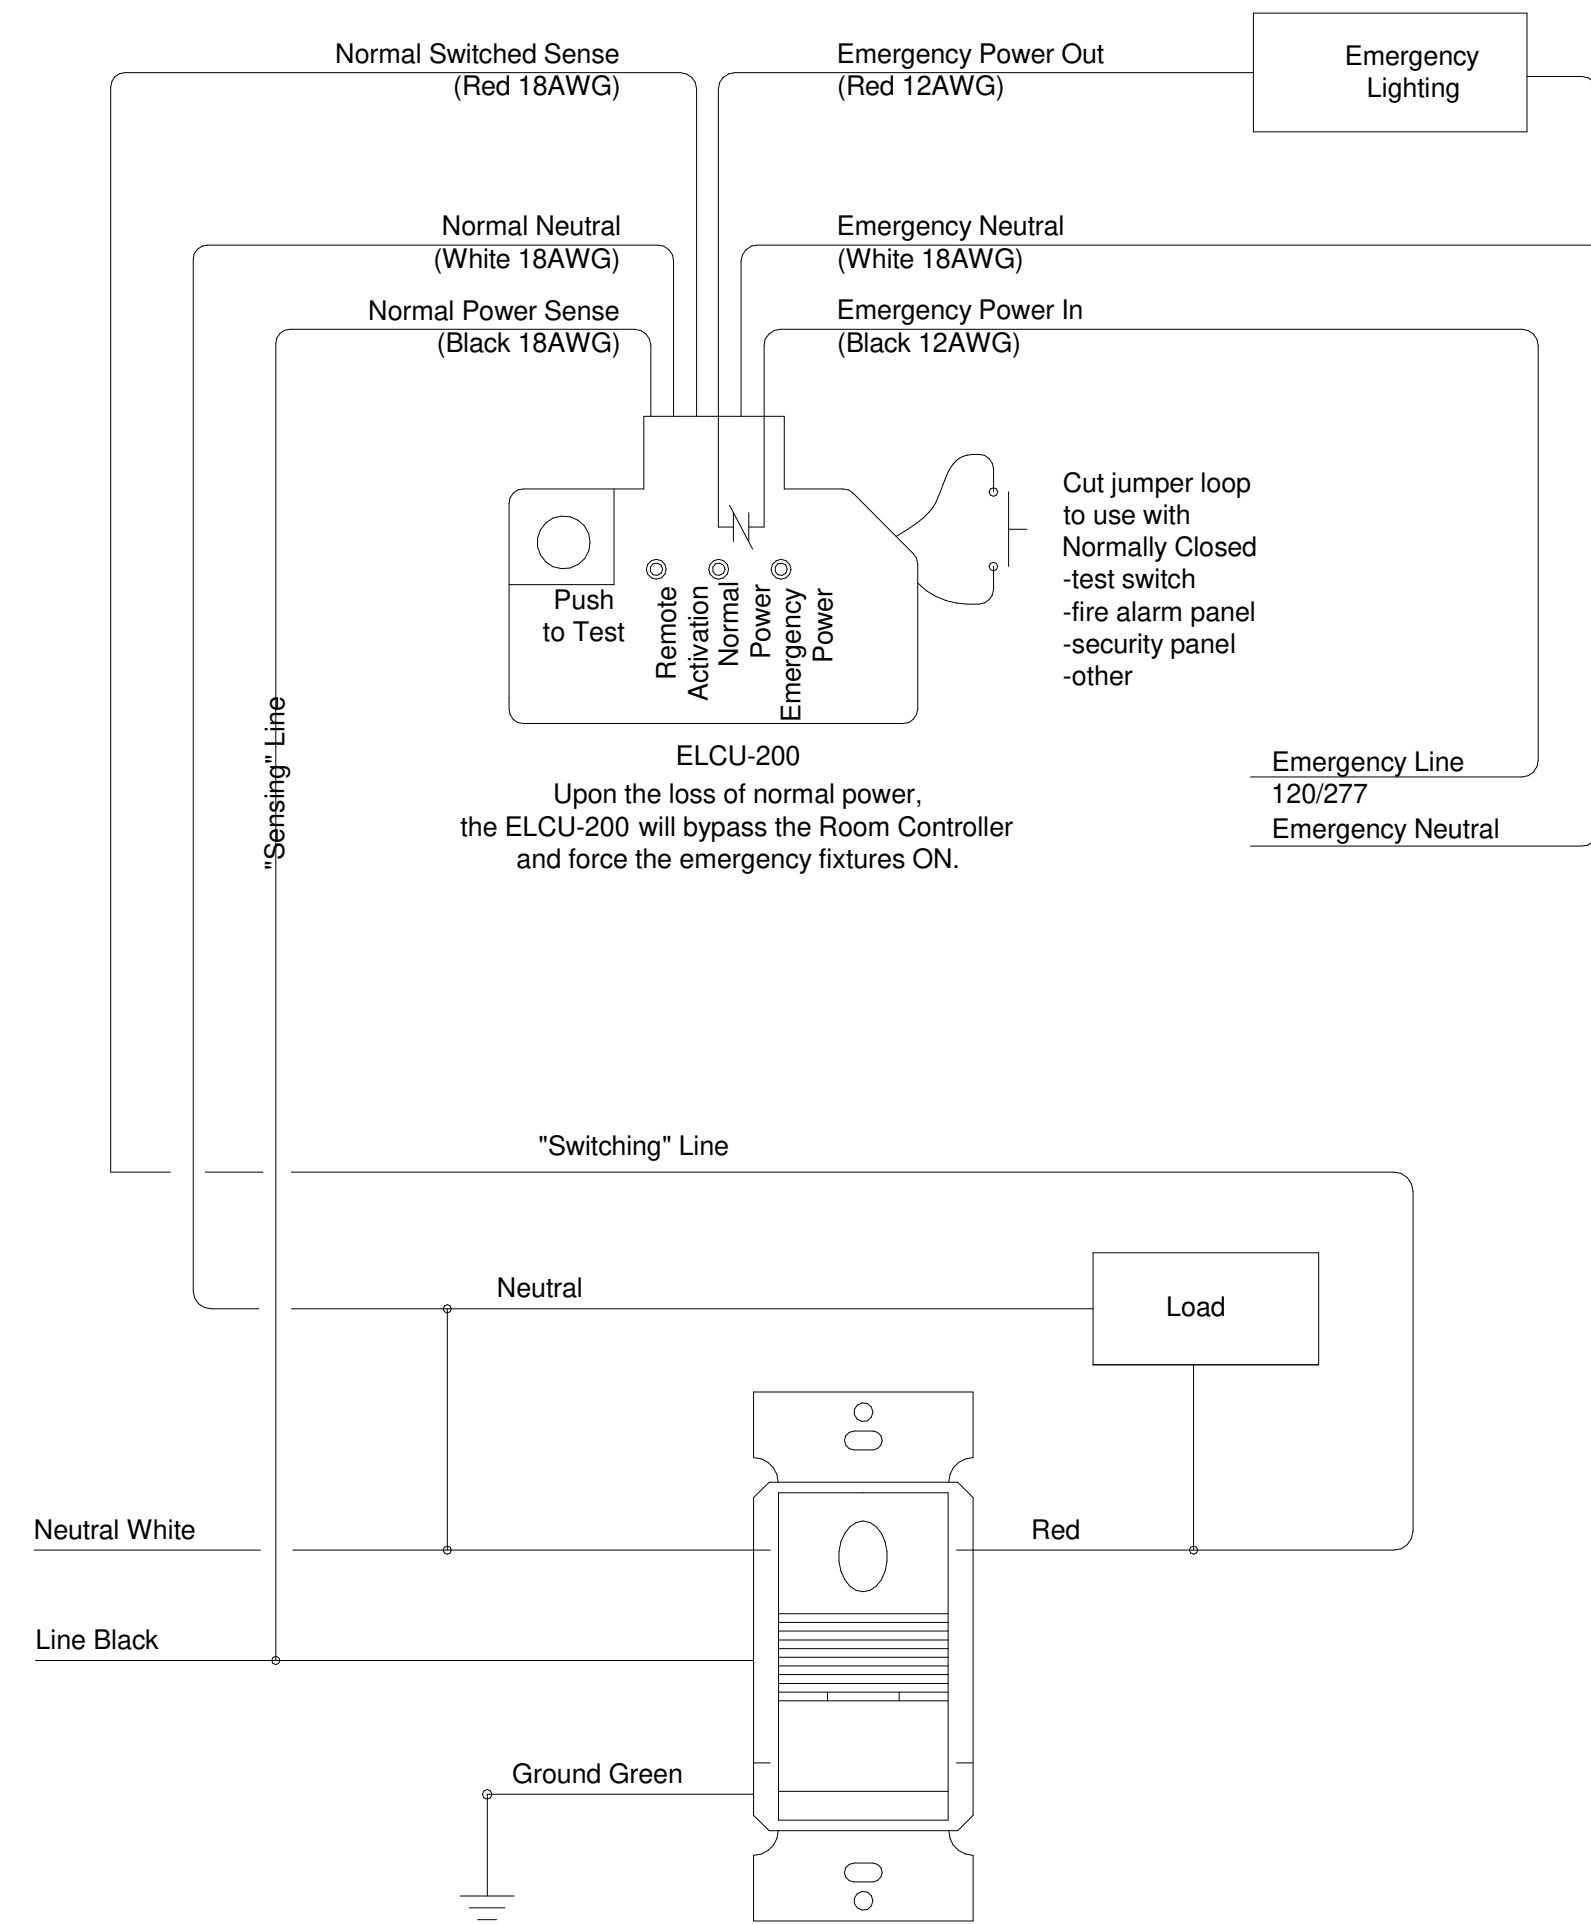 Normal Switched Sense
(Red 18AWG)
Emergency Power Out
(Red 12AWG)
Emergency
Lighting
Normal Neutral
(White 18AWG)
Emergency Neutral
(White 18AWG)
Normal Power Sense
(Black 18AWG)
Emergency Power In
(Black 12AWG)
Cut jumper loop
to use with
Normally Closed
-test switch
-fire alarm panel
-security panel
-other
Push
to Test
Remote
Activation
Normal
Power
Emergency
Power
"Sensing" Line
ELCU-200
Upon the loss of normal power,
the ELCU-200 will bypass the Room Controller
and force the emergency fixtures ON.
Emergency Line
120/277
Emergency Neutral
"Switching" Line
Neutral
Load
Neutral White
Red
Line Black
Ground Green